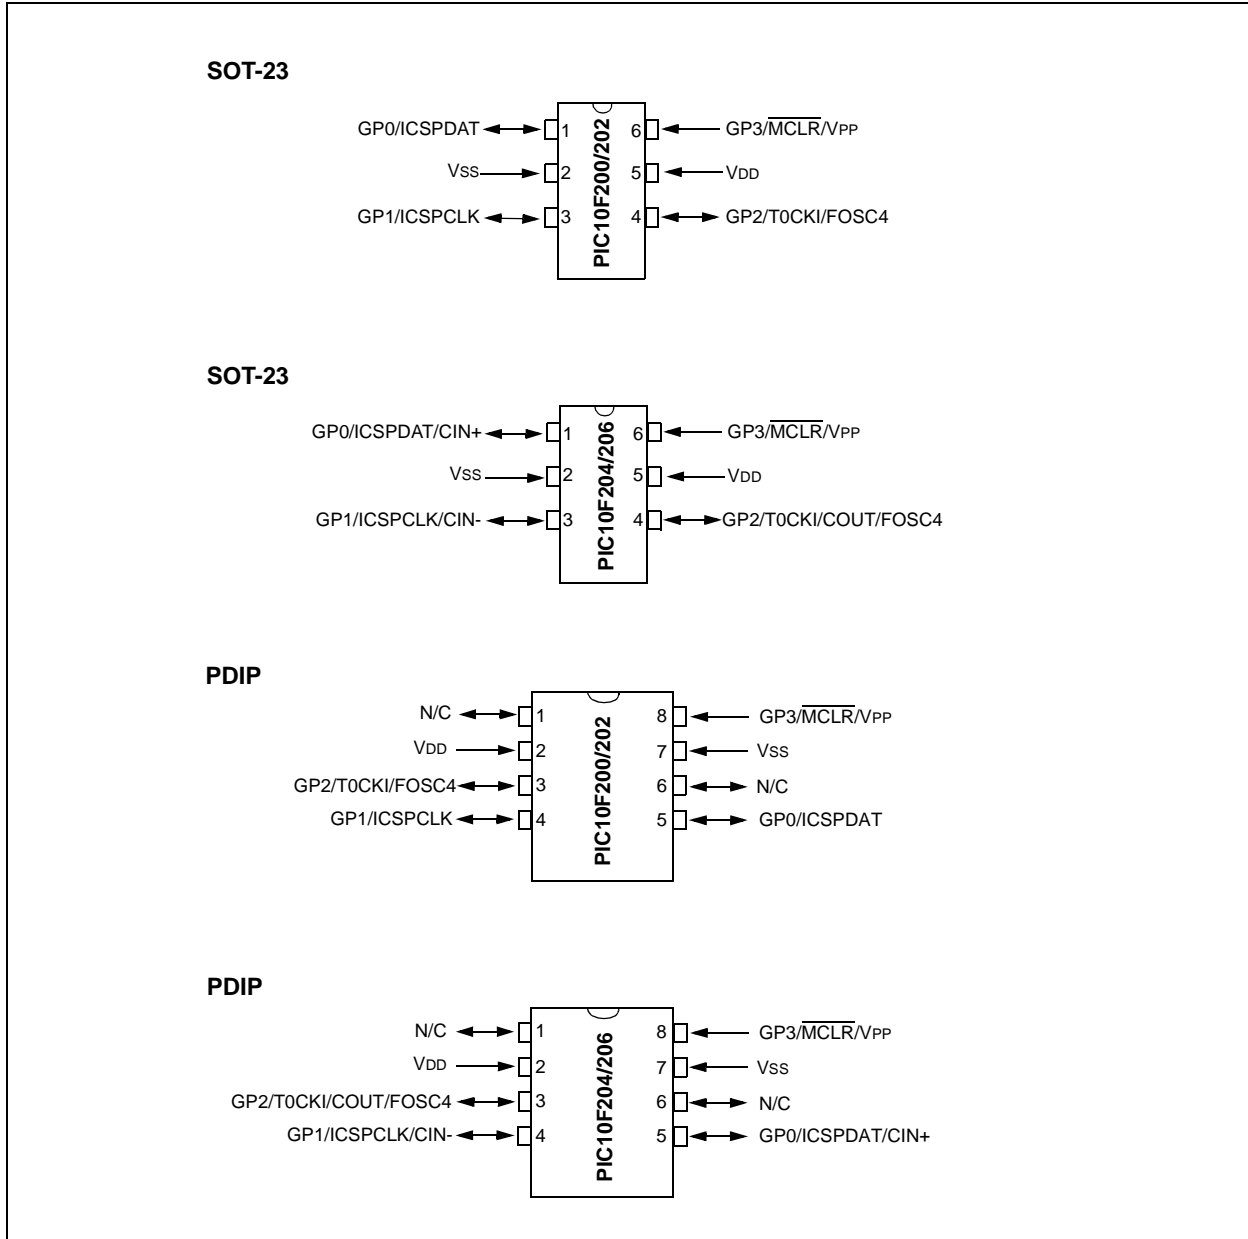 SOT-23
GP0/ICSPDAT 1 6 GP3/MCLR/VPP
VSS 2 5 VDD
GP1/ICSPCLK 3 4 GP2/T0CKI/FOSC4
PIC10F200/202
SOT-23
GP0/ICSPDAT/CIN+ 1 6 GP3/MCLR/VPP
VSS 2 5 VDD
GP1/ICSPCLK/CIN- 3 4 GP2/T0CKI/COUT/FOSC4
PIC10F204/206
PDIP
N/C 1 8 GP3/MCLR/VPP
VDD 2 7 VSS
GP2/T0CKI/FOSC4 3 6 N/C
GP1/ICSPCLK 4 5 GP0/ICSPDAT
PIC10F200/202
PDIP
N/C 1 8 GP3/MCLR/VPP
VDD 2 7 VSS
GP2/T0CKI/COUT/FOSC4 3 6 N/C
GP1/ICSPCLK/CIN- 4 5 GP0/ICSPDAT/CIN+
PIC10F204/206